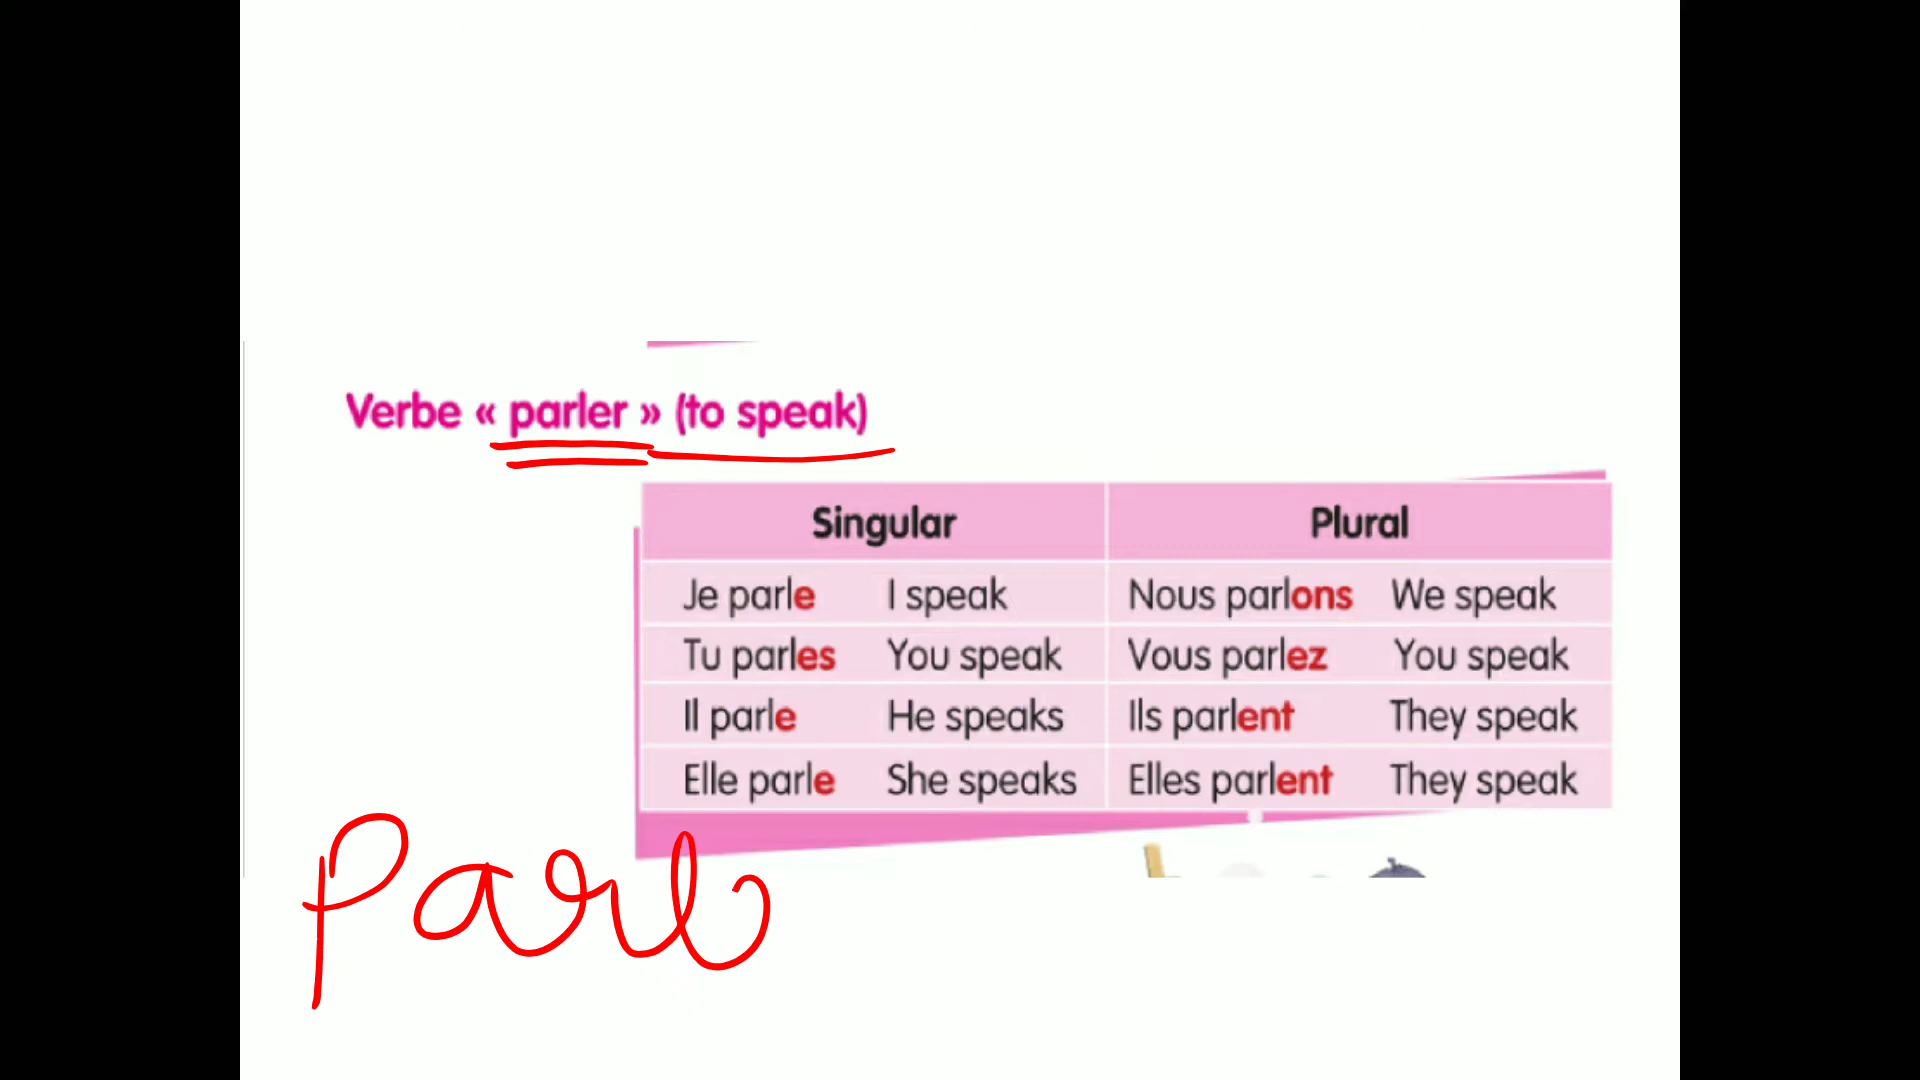 Verbe « parler » (to speak)
Singular Plural
Je parle I speak Nous parlons We speak
Tu parles You speak Vous parlez You speak
Il parle He speaks Ils parlent They speak
Elle parle She speaks Elles parlent They speak